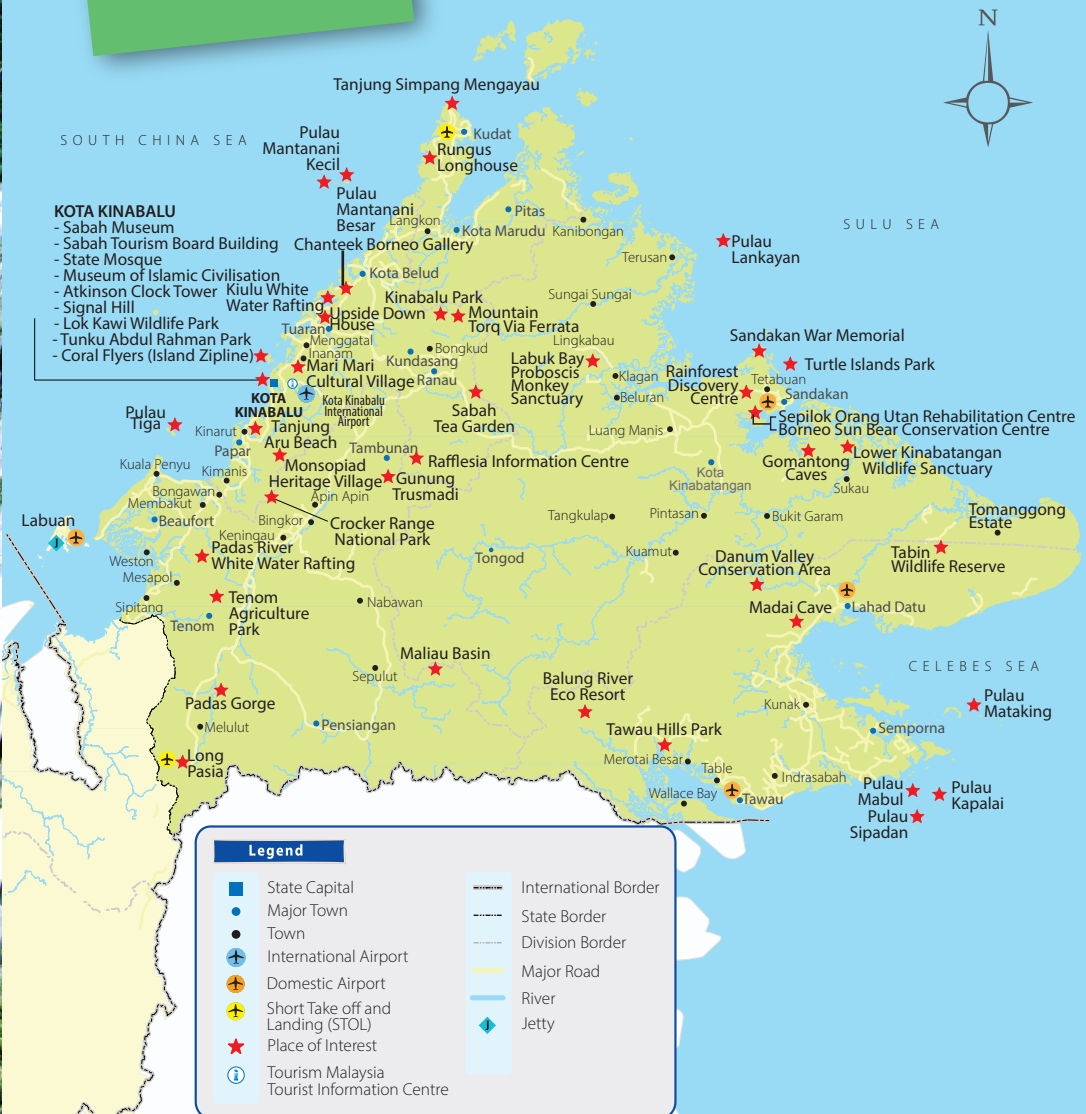 N
Tanjung Simpang Mengayau
SOUTH CHINA SEA
Kudat
Pulau
Mantanani
Kecil
Rungus
Longhouse
Pulau
Mantanani
Besar
KOTA KINABALU
- Sabah Museum
- Sabah Tourism Board Building
- State Mosque
- Museum of Islamic Civilisation
- Atkinson Clock Tower
- Signal Hill
- Lok Kawi Wildlife Park
- Tunku Abdul Rahman Park
- Coral Flyers (Island Zipline)
Langkon
Pitas
Kota Marudu
Kanibongan
SULU SEA
Pulau
Lankayan
Terusan
Chanteek Borneo Gallery
Kota Belud
Kiulu White
Water Rafting
Kinabalu Park
Sungai Sungai
Upside Down
House
Mountain
Torq Via Ferrata
Tuaran
Menggatal
Inanam
Lingkabau
Sandakan War Memorial
Bongkud
Kundasang
Labuk Bay
Proboscis
Monkey
Sanctuary
Turtle Islands Park
Mari Mari
Cultural Village
Ranau
Klagan
Rainforest
Discovery
Centre
Tetabuan
Sandakan
Beluran
KOTA
KINABALU
Kota Kinabalu
International
Airport
Sabah
Tea Garden
Pulau
Tiga
Sepilok Orang Utan Rehabilitation Centre
Borneo Sun Bear Conservation Centre
Kinarut
Tanjung
Aru Beach
Luang Manis
Papar
Tambunan
Monsopiad
Heritage Village
Rafflesia Information Centre
Gomantong
Caves
Lower Kinabatangan
Wildlife Sanctuary
Kuala Penyu
Kimanis
Gunung
Trusmadi
Kota
Kinabatangan
Sukau
Bongawan
Membakut
Apin Apin
Labuan
J
Beaufort
Bingkor
Crocker Range
National Park
Tangkulap
Pintasan
Bukit Garam
Tomanggong
Estate
Keningau
Weston
Padas River
White Water Rafting
Tongod
Kuamut
Danum Valley
Conservation Area
Tabin
Wildlife Reserve
Mesapol
Sipitang
Tenom
Agriculture
Park
Nabawan
Madai Cave
Lahad Datu
Tenom
Maliau Basin
CELEBES SEA
Sepulut
Balung River
Eco Resort
Padas Gorge
Kunak
Pulau
Mataking
Melulut
Pensiangan
Tawau Hills Park
Semporna
Long
Pasia
Merotai Besar
Table
Indrasabah
Wallace Bay
Tawau
Pulau
Mabul
Pulau
Kapalai
Pulau
Sipadan
Legend
State Capital
Major Town
Town
International Airport
Domestic Airport
Short Take off and
Landing (STOL)
Place of Interest
i
Tourism Malaysia
Tourist Information Centre
International Border
State Border
Division Border
Major Road
River
J
Jetty